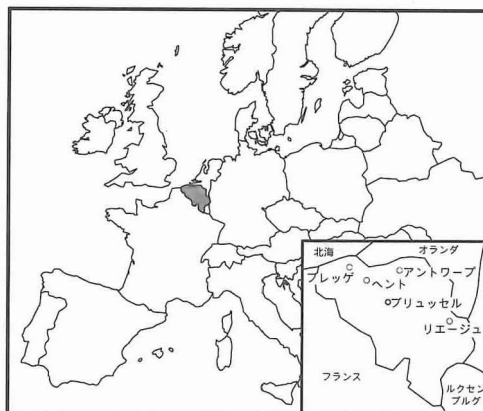 北海
オランダ
ブレッゲ
アントワープ
ヘント
ブリュッセル
リエージュ
フランス
ルクセン
ブルグ